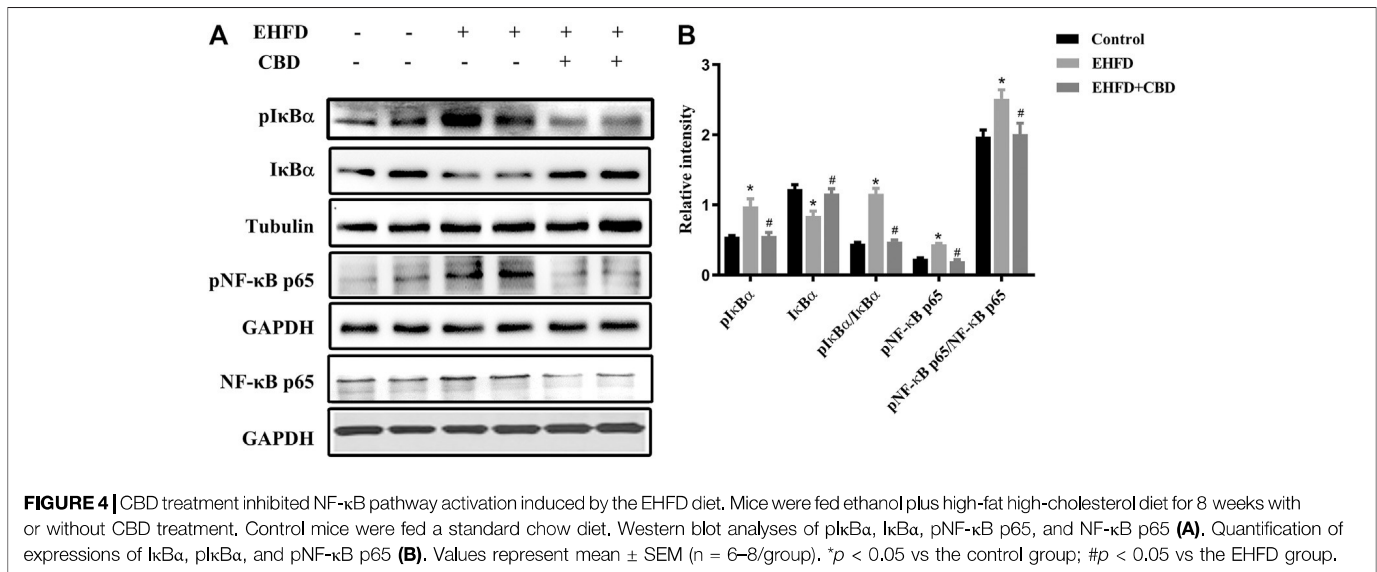 A
EHFD - - + + + +
CBD - - - - + +
pIκBα
IκBα
Tubulin
pNF-κB p65
GAPDH
NF-κB p65
GAPDH
B
Control
EHFD
EHFD+CBD
Relative intensity
3
2
1
0
* # * # * # * # * #
pIκBα
IκBα
pIκBα/IκBα
pNF-κB p65
pNF-κB p65/NF-κB p65
FIGURE 4 | CBD treatment inhibited NF-κB pathway activation induced by the EHFD diet. Mice were fed ethanol plus high-fat high-cholesterol diet for 8 weeks with
or without CBD treatment. Control mice were fed a standard chow diet. Western blot analyses of pIκBα, IκBα, pNF-κB p65, and NF-κB p65 (A). Quantification of
expressions of IκBα, pIκBα, and pNF-κB p65 (B). Values represent mean ± SEM (n = 6–8/group). *p < 0.05 vs the control group; #p < 0.05 vs the EHFD group.